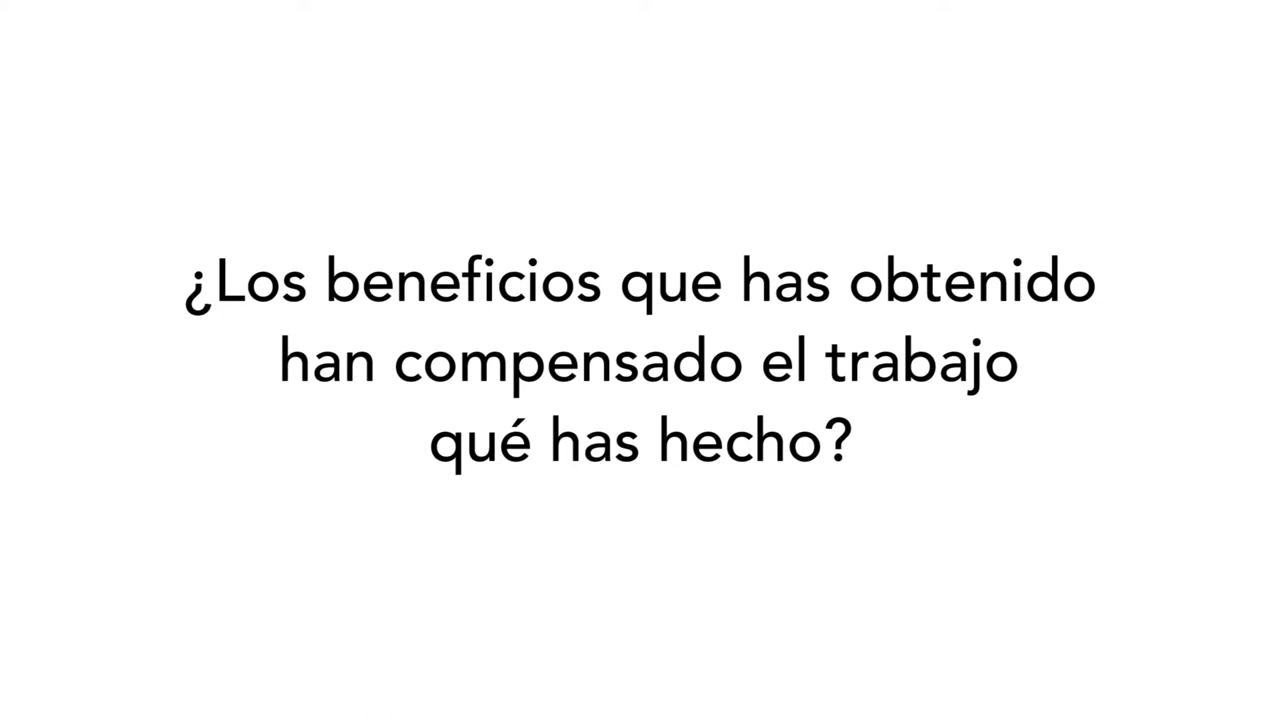 ¿Los beneficios que has obtenido
han compensado el trabajo
qué has hecho?